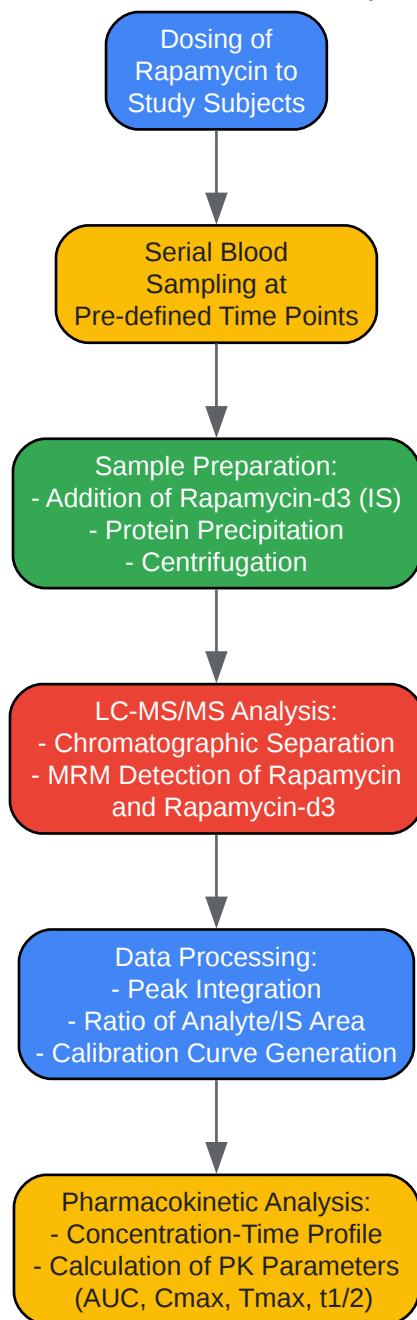 Dosing of
Rapamycin to
Study Subjects
Serial Blood
Sampling at
Pre-defined Time Points
Sample Preparation:
- Addition of Rapamycin-d3 (IS)
- Protein Precipitation
- Centrifugation
LC-MS/MS Analysis:
- Chromatographic Separation
- MRM Detection of Rapamycin
and Rapamycin-d3
Data Processing:
- Peak Integration
- Ratio of Analyte/IS Area
- Calibration Curve Generation
Pharmacokinetic Analysis:
- Concentration-Time Profile
- Calculation of PK Parameters
(AUC, Cmax, Tmax, t1/2)